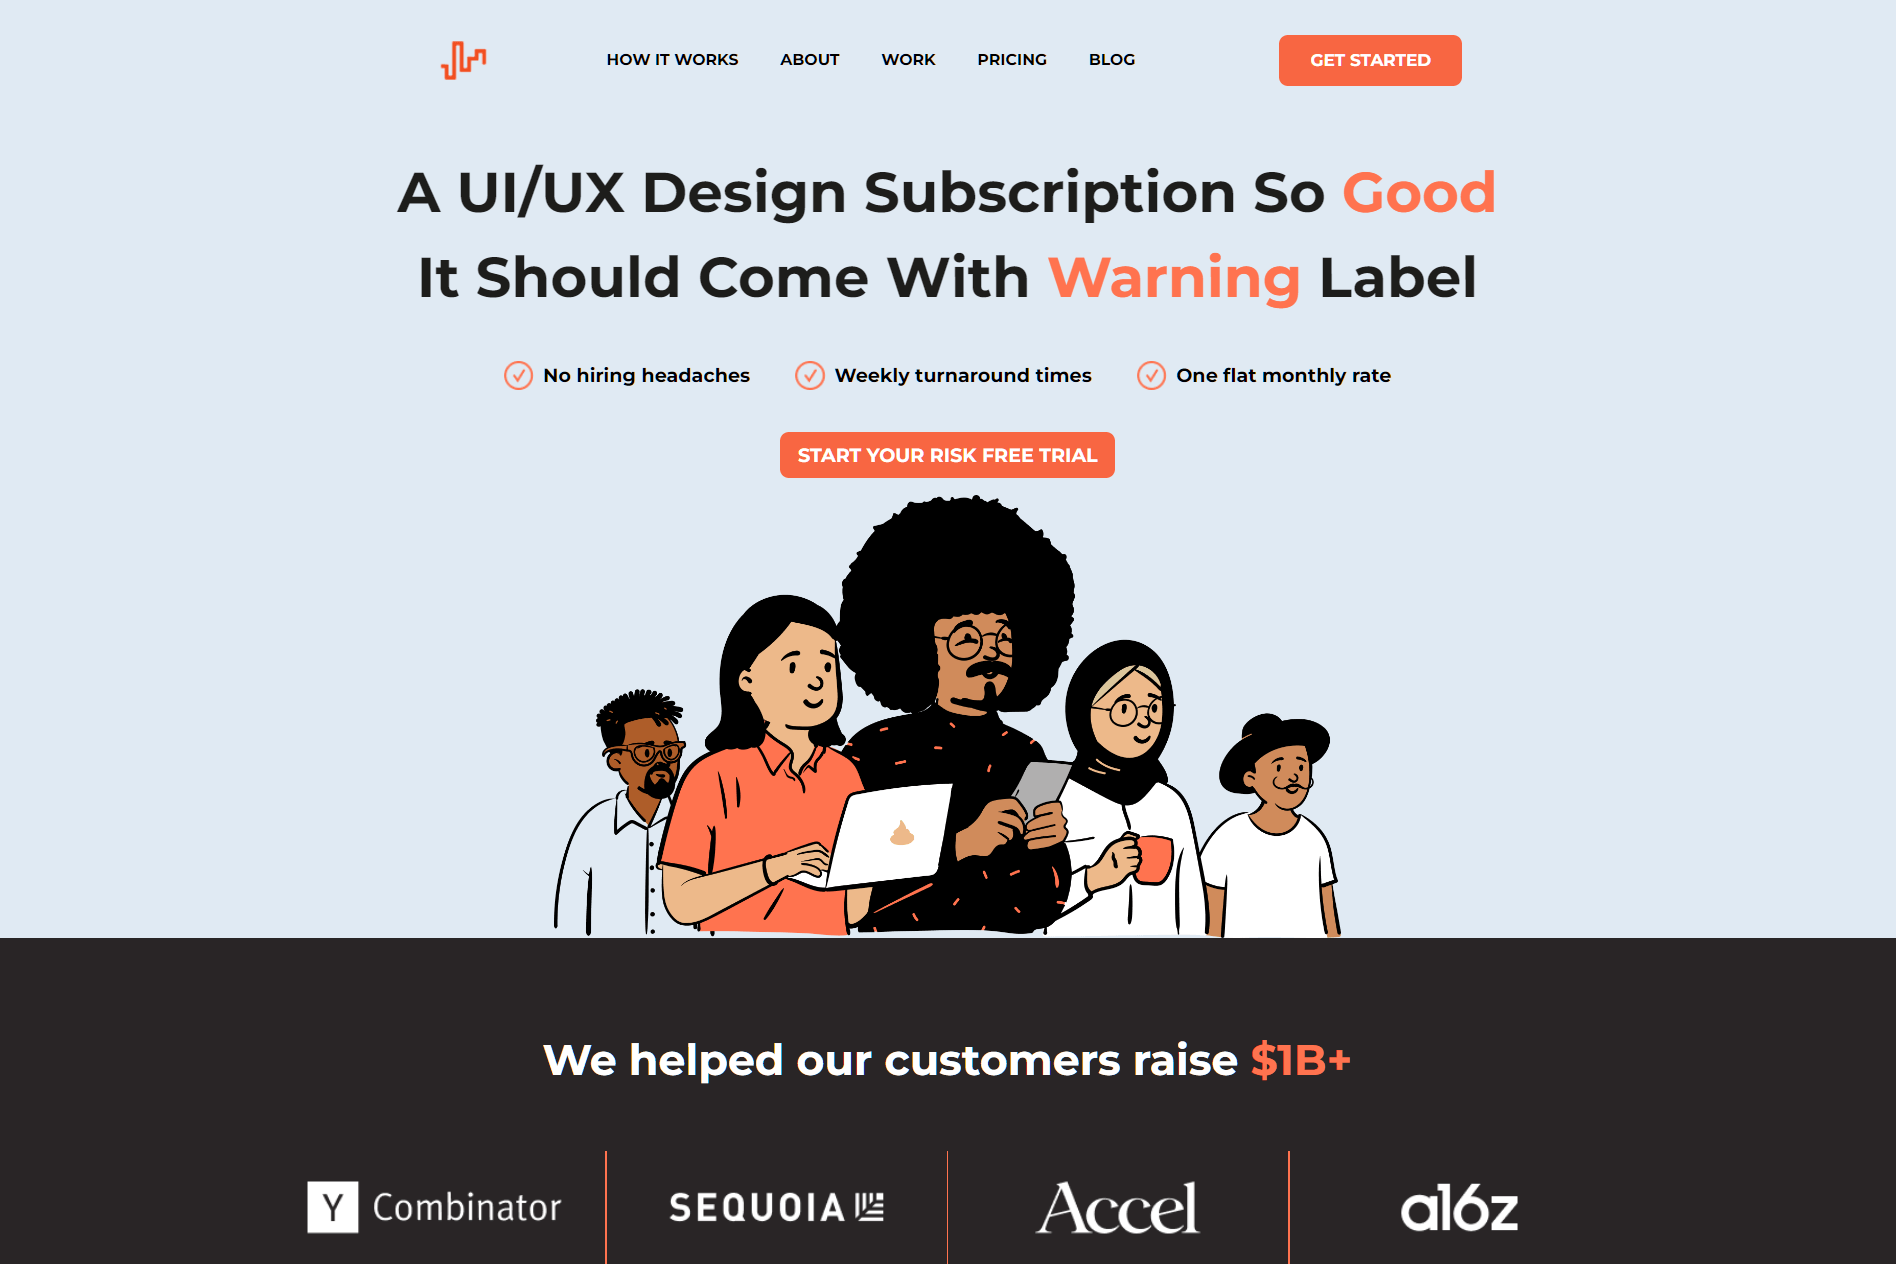 HOW IT WORKS ABOUT WORK PRICING BLOG GET STARTED
A UI/UX Design Subscription So Good
It Should Come With Warning Label
No hiring headaches Weekly turnaround times One flat monthly rate
START YOUR RISK FREE TRIAL
We helped our customers raise $1B+
Y Combinator SEQUOIA Accel a16z